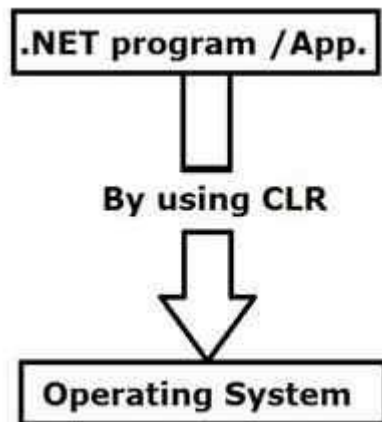 .NET program /App.
By using CLR
Operating System